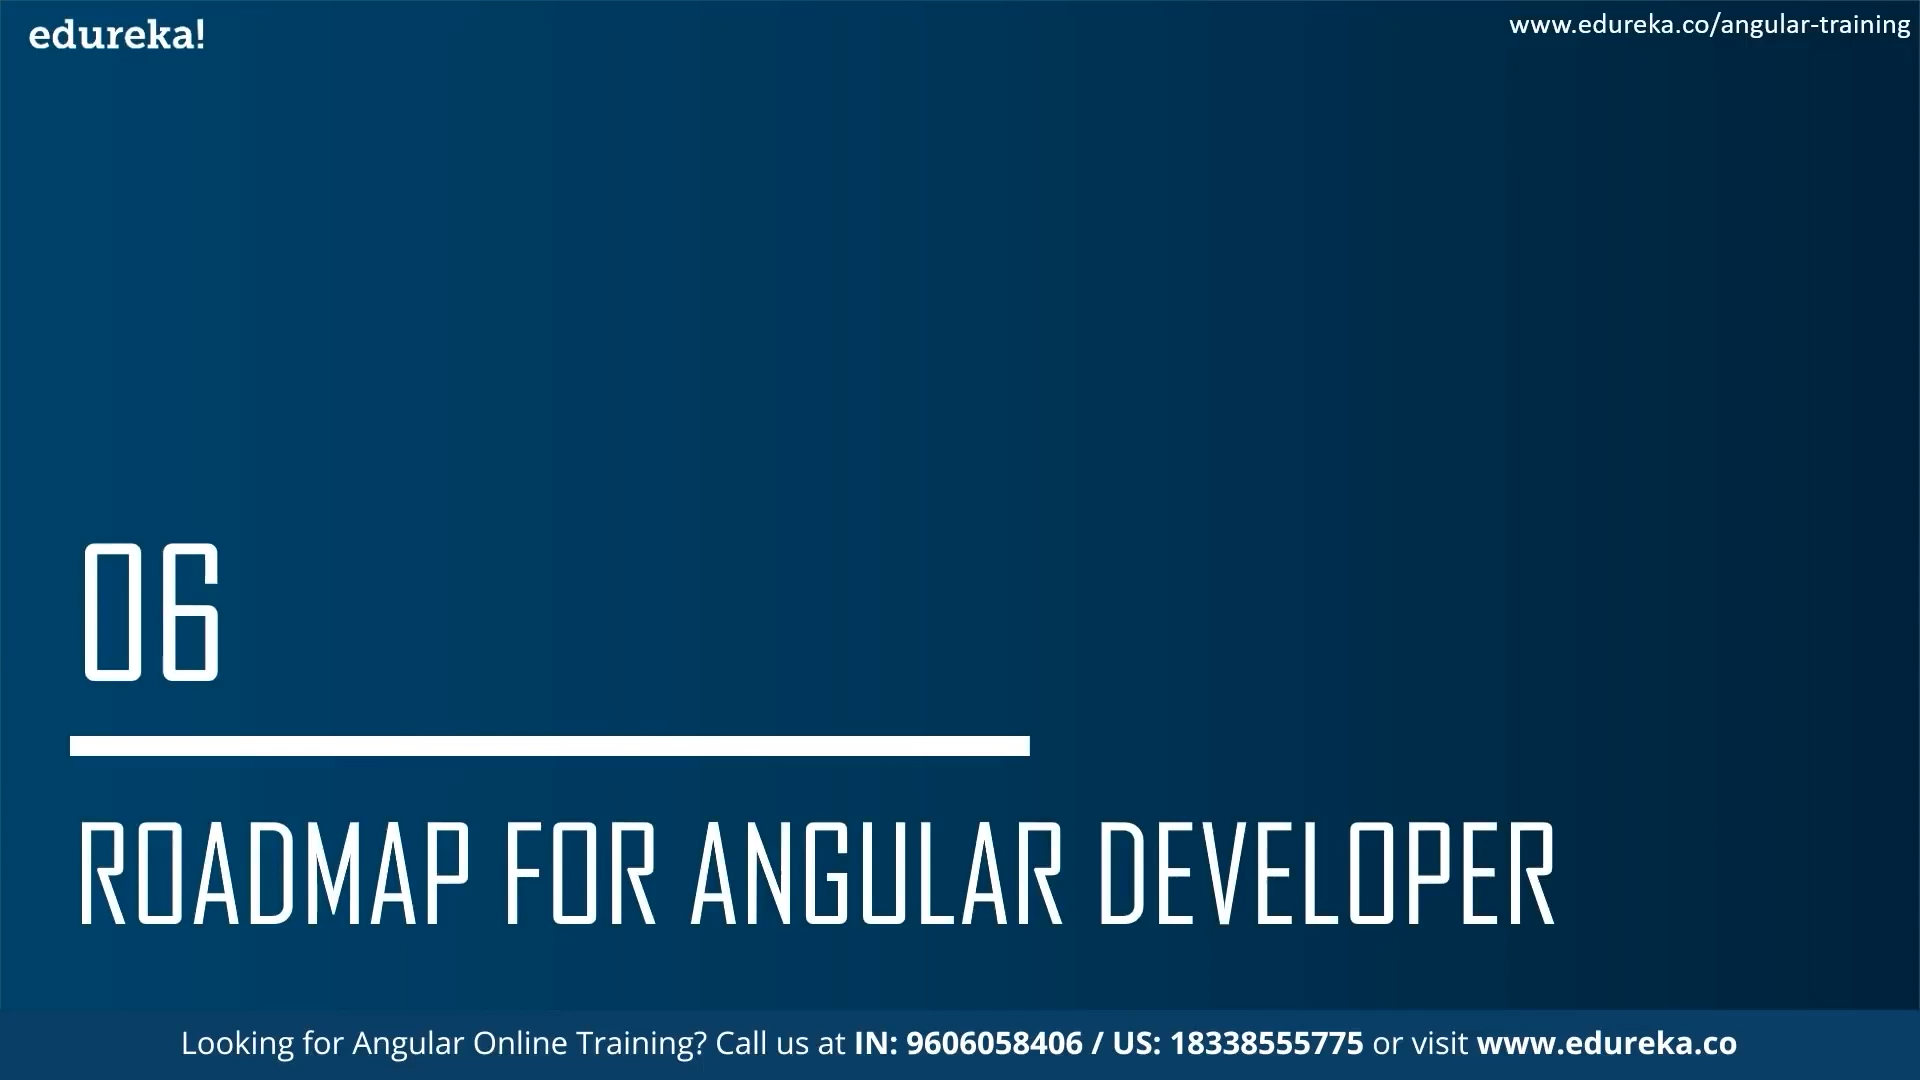 edureka!
www.edureka.co/angular-training
06
ROADMAP FOR ANGULAR DEVELOPER
Looking for Angular Online Training? Call us at IN: 9606058406 / US: 18338555775 or visit www.edureka.co